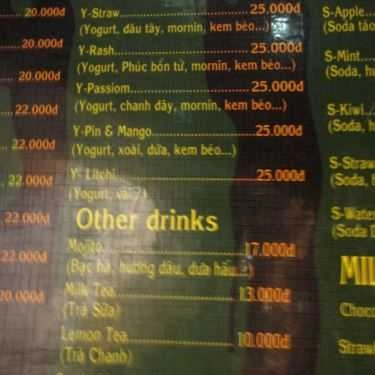 20.000đ
20.000đ
20.000đ
22.000đ
22.000đ
22.000đ
22.000đ
22.000đ
20.000đ
Y-Straw 25.000đ
(Yogurt, dâu tây, mornin, kem béo...)
Y-Rash 25.000đ
(Yogurt, Phúc bồn tử, mornin, kem béo...)
Y-Passiom 25.000đ
(Yogurt, chanh dây, mornin, kem béo...)
Y-Pin & Mango 25.000đ
(Yogurt, xoài, dứa, kem béo...)
Y- Litchi 25.000đ
(Yogurt, vải)
Other drinks
Mojito 17.000đ
(Bạc hà, hương dâu, dưa hấu...)
Milk Tea 13.000đ
(Trà Sữa)
Lemon Tea 10.000đ
(Trà Chanh)
S-Apple
(Soda táo
S-Mint
(Soda,
S-Kiwi
(Soda,
S-Straw
(Soda,
S-Water
(Soda
Choco
Straw